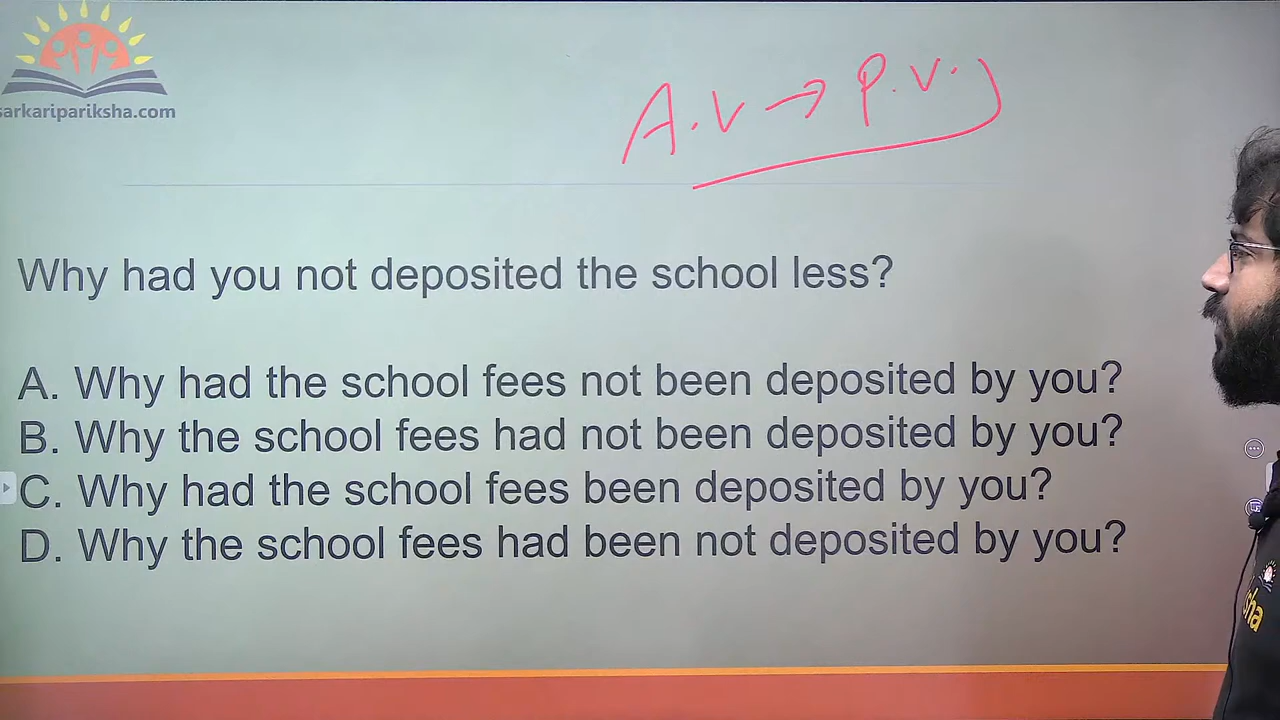 sarkaripariksha.com
A.V → P.V.
Why had you not deposited the school less?
A. Why had the school fees not been deposited by you?
B. Why the school fees had not been deposited by you?
C. Why had the school fees been deposited by you?
D. Why the school fees had been not deposited by you?
sha